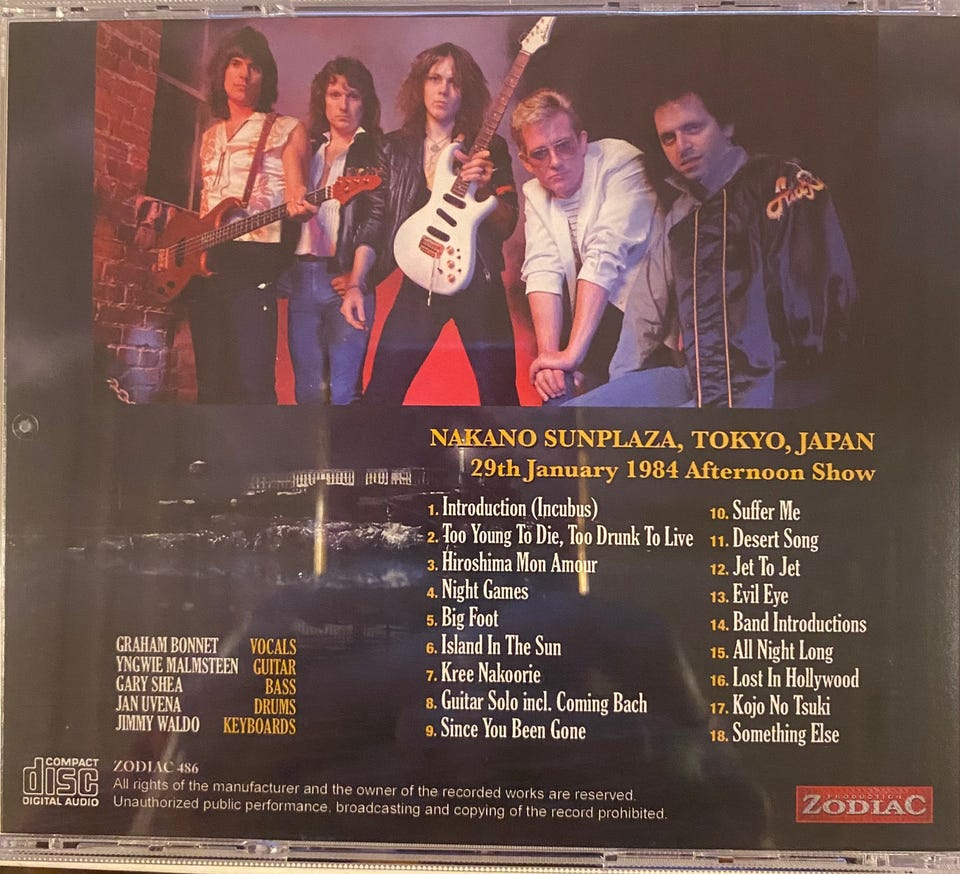 NAKANO SUNPLAZA, TOKYO, JAPAN
29th January 1984 Afternoon Show
1. Introduction (Incubus)
2. Too Young To Die, Too Drunk To Live
3. Hiroshima Mon Amour
4. Night Games
5. Big Foot
6. Island In The Sun
7. Kree Nakoorie
8. Guitar Solo incl. Coming Bach
9. Since You Been Gone
10. Suffer Me
11. Desert Song
12. Jet To Jet
13. Evil Eye
14. Band Introductions
15. All Night Long
16. Lost In Hollywood
17. Kojo No Tsuki
18. Something Else
GRAHAM BONNET VOCALS
YNGWIE MALMSTEEN GUITAR
GARY SHEA BASS
JAN UVENA DRUMS
JIMMY WALDO KEYBOARDS
COMPACT
disc
DIGITAL AUDIO
ZODIAC 486
All rights of the manufacturer and the owner of the recorded works are reserved.
Unauthorized public performance, broadcasting and copying of the record prohibited.
PRODUCTION
ZODIAC